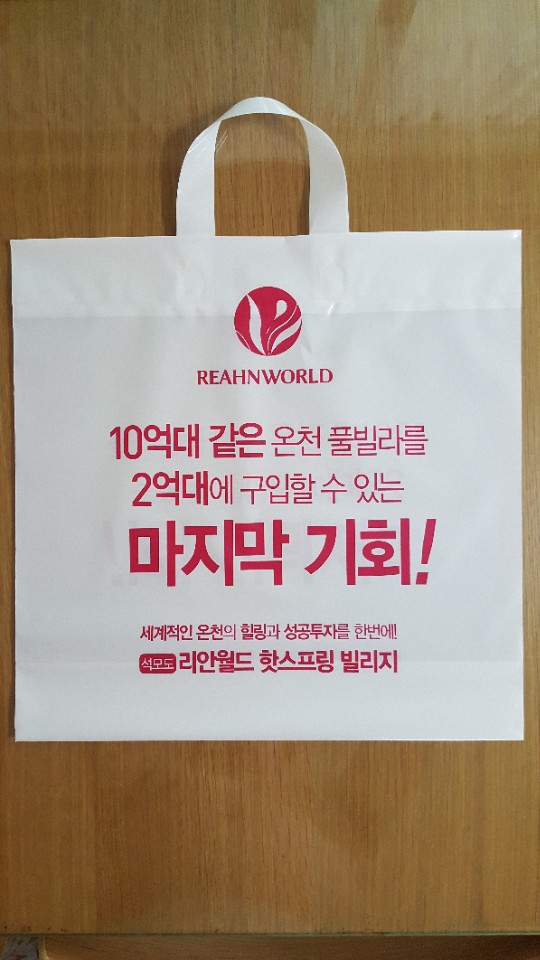 REAHNWORLD
10억대 같은 온천 풀빌라를
2억대에 구입할 수 있는
마지막 기회!
세계적인 온천의 힐링과 성공투자를 한번에!
석모도 리안월드 핫스프링 빌리지